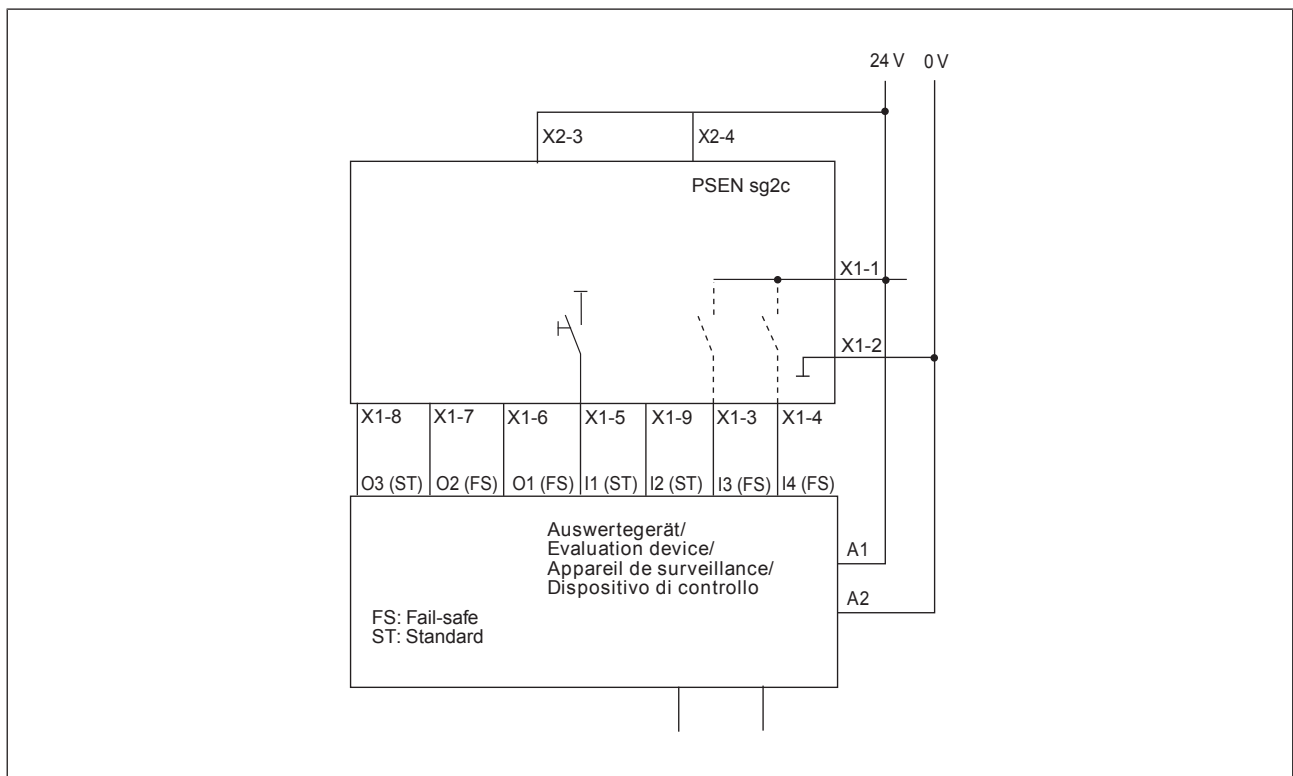 24 V 0 V
X2-3 X2-4
PSEN sg2c
X1-1
X1-2
X1-8 X1-7 X1-6 X1-5 X1-9 X1-3 X1-4
O3 (ST) O2 (FS) O1 (FS) I1 (ST) I2 (ST) I3 (FS) I4 (FS)
Auswertegerät/
Evaluation device/
Appareil de surveillance/
Dispositivo di controllo
A1
A2
FS: Fail-safe
ST: Standard